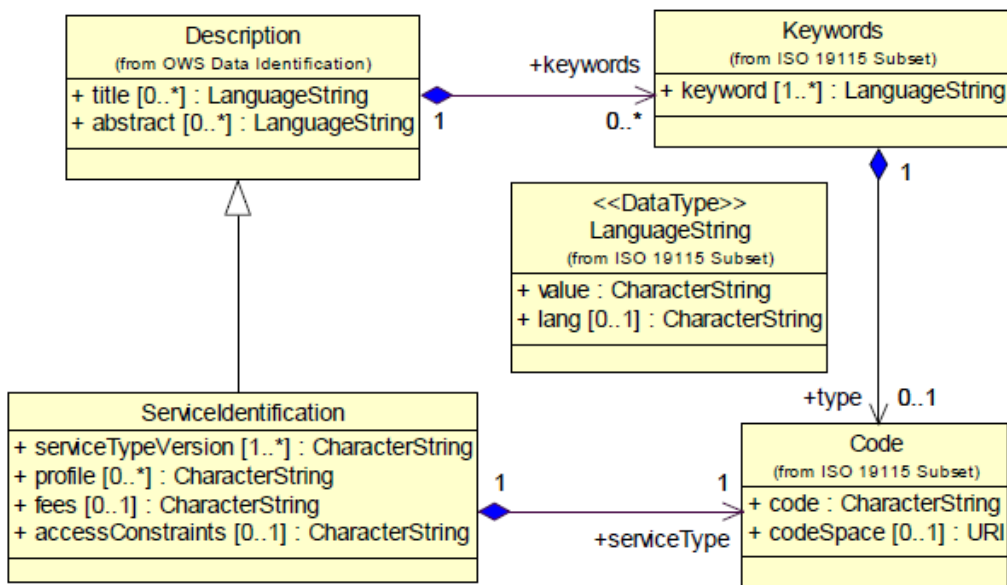 Description
(from OWS Data Identification)
+ title [0..*] : LanguageString
+ abstract [0..*] : LanguageString
+keywords
1
0..*
Keywords
(from ISO 19115 Subset)
+ keyword [1..*] : LanguageString
1
<<DataType>>
LanguageString
(from ISO 19115 Subset)
+ value : CharacterString
+ lang [0..1] : CharacterString
+type
0..1
ServiceIdentification
+ serviceTypeVersion [1..*] : CharacterString
+ profile [0..*] : CharacterString
+ fees [0..1] : CharacterString
+ accessConstraints [0..1] : CharacterString
1
1
+serviceType
Code
(from ISO 19115 Subset)
+ code : CharacterString
+ codeSpace [0..1] : URI